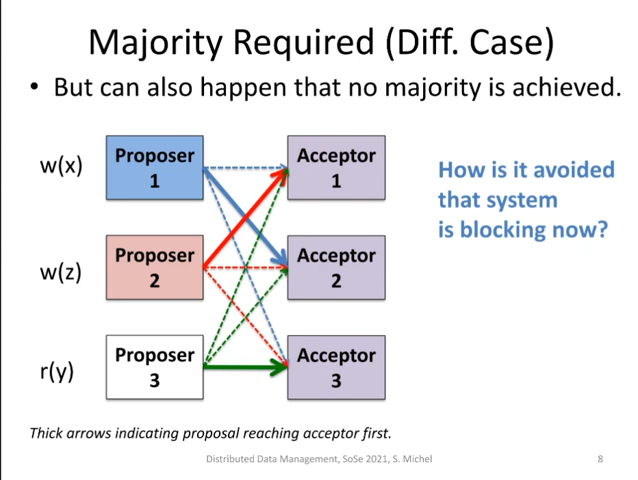 Majority Required (Diff. Case)
• But can also happen that no majority is achieved.
w(x)
Proposer
1
Acceptor
1
How is it avoided
that system
is blocking now?
w(z)
Proposer
2
Acceptor
2
r(y)
Proposer
3
Acceptor
3
Thick arrows indicating proposal reaching acceptor first.
Distributed Data Management, SoSe 2021, S. Michel
8